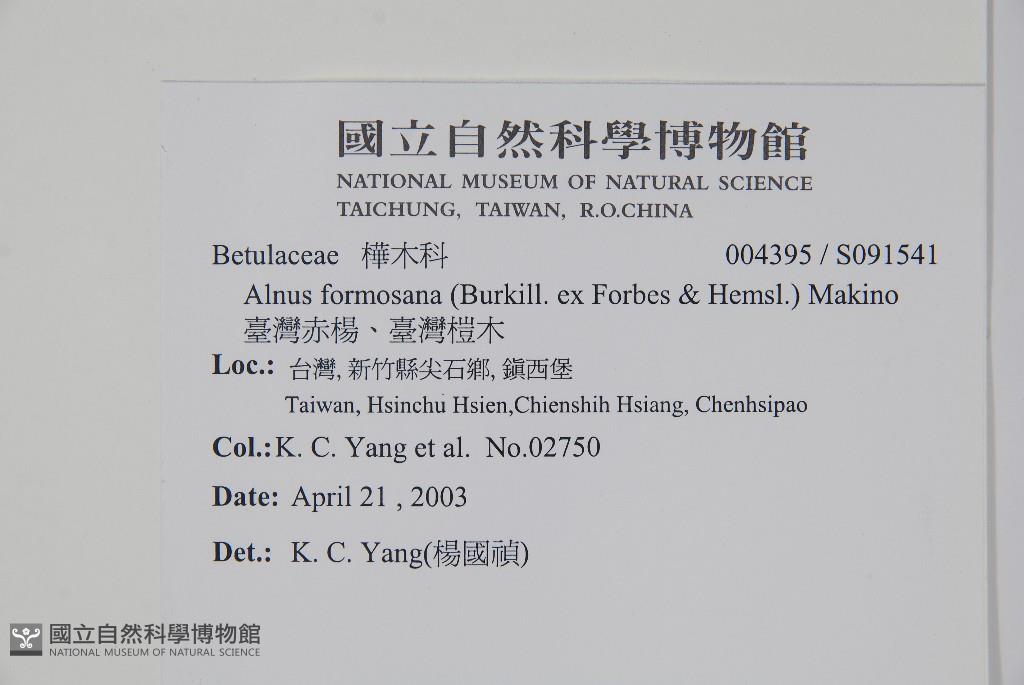 國立自然科學博物館
NATIONAL MUSEUM OF NATURAL SCIENCE
TAICHUNG, TAIWAN, R.O.CHINA
Betulaceae 樺木科 004395 / S091541
Alnus formosana (Burkill. ex Forbes & Hemsl.) Makino
臺灣赤楊、臺灣榿木
Loc.: 台灣, 新竹縣尖石鄉, 鎮西堡
Taiwan, Hsinchu Hsien,Chienshih Hsiang, Chenhsipao
Col.:K. C. Yang et al. No.02750
Date: April 21 , 2003
Det.: K. C. Yang(楊國禎)
國立自然科學博物館
NATIONAL MUSEUM OF NATURAL SCIENCE